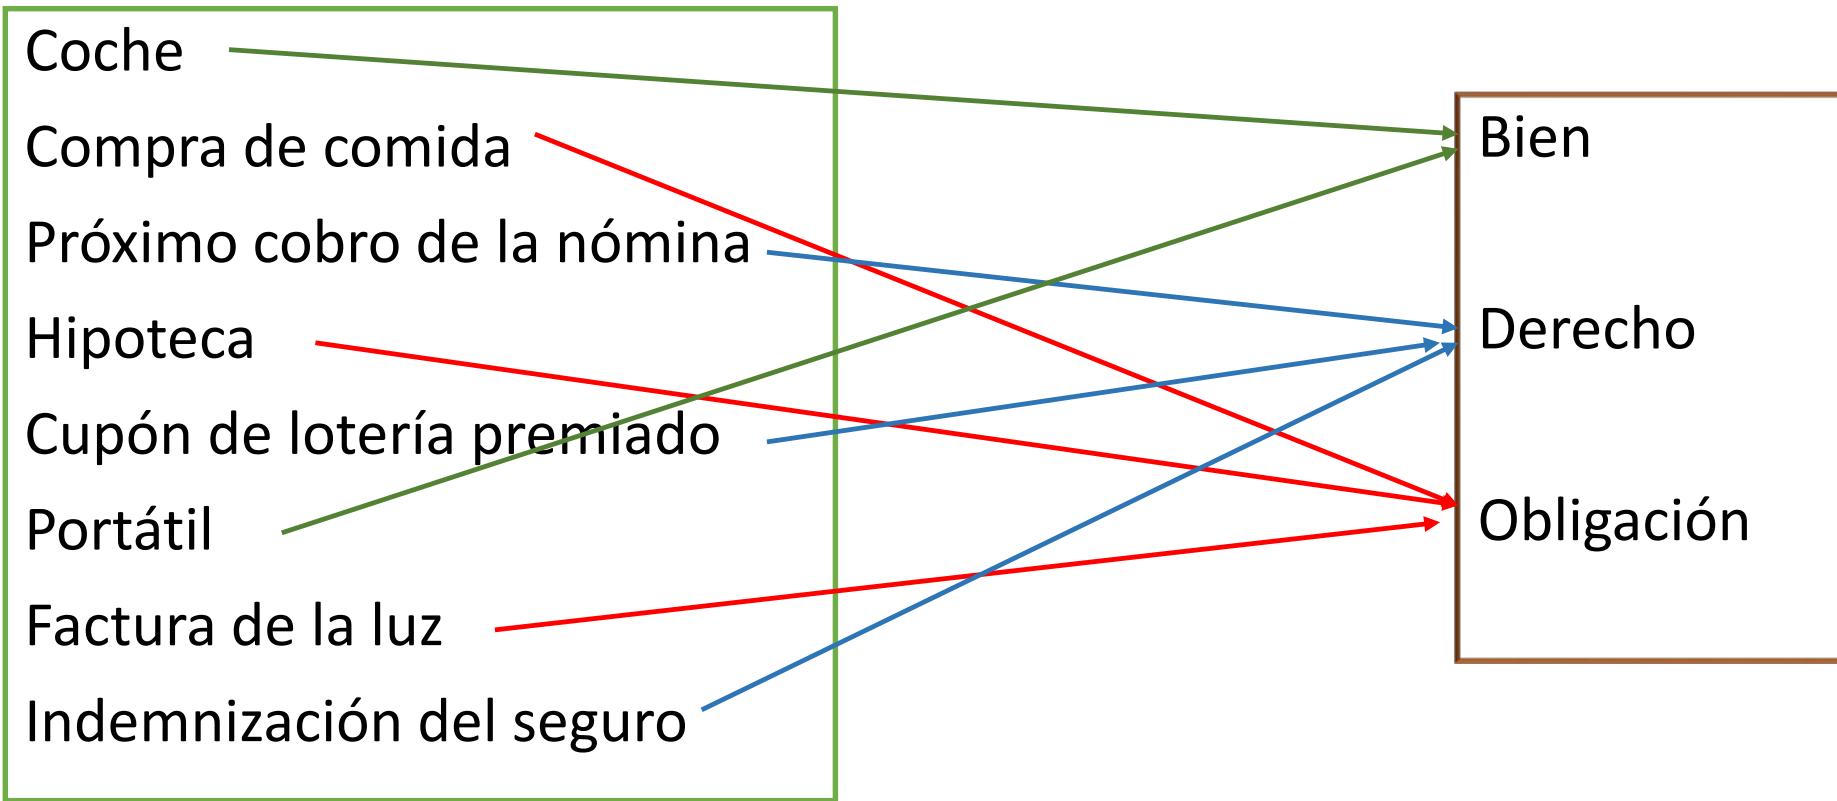 Coche
Compra de comida
Próximo cobro de la nómina
Hipoteca
Cupón de lotería premiado
Portátil
Factura de la luz
Indemnización del seguro
Bien
Derecho
Obligación